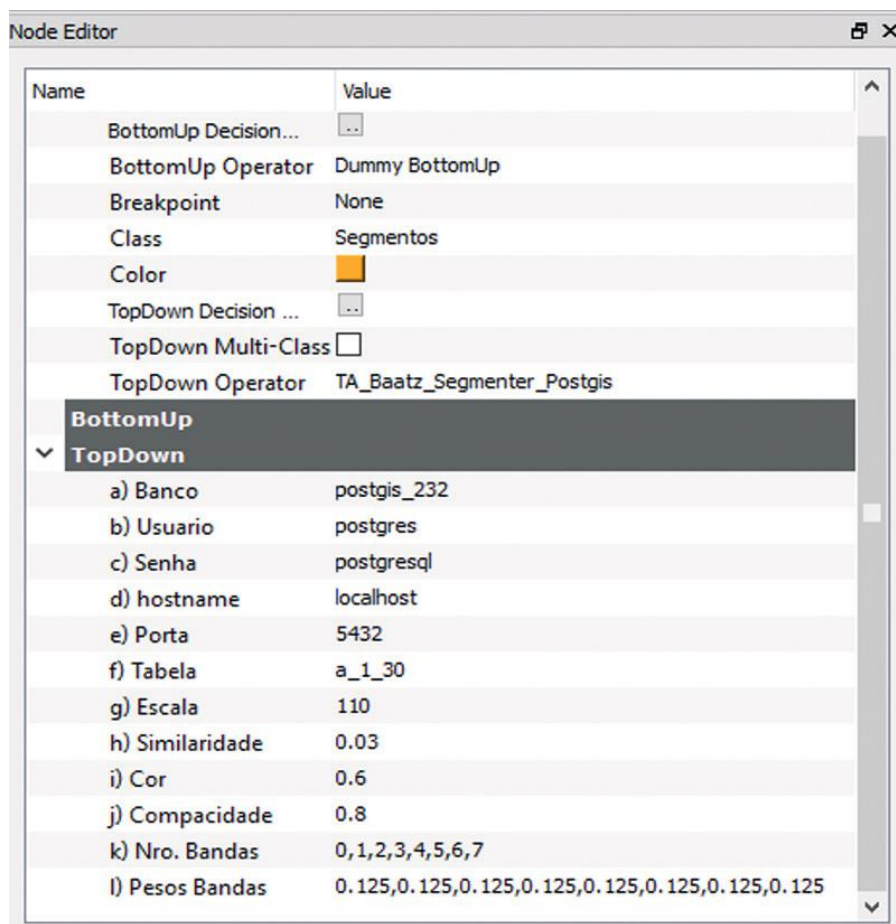 Node Editor
Name Value
BottomUp Decision...
BottomUp Operator Dummy BottomUp
Breakpoint None
Class Segmentos
Color
TopDown Decision ...
TopDown Multi-Class
TopDown Operator TA_Baatz_Segmenter_Postgis
BottomUp
TopDown
a) Banco postgis_232
b) Usuario postgres
c) Senha postgresql
d) hostname localhost
e) Porta 5432
f) Tabela a_1_30
g) Escala 110
h) Similaridade 0.03
i) Cor 0.6
j) Compacidade 0.8
k) Nro. Bandas 0,1,2,3,4,5,6,7
l) Pesos Bandas 0.125,0.125,0.125,0.125,0.125,0.125,0.125,0.125